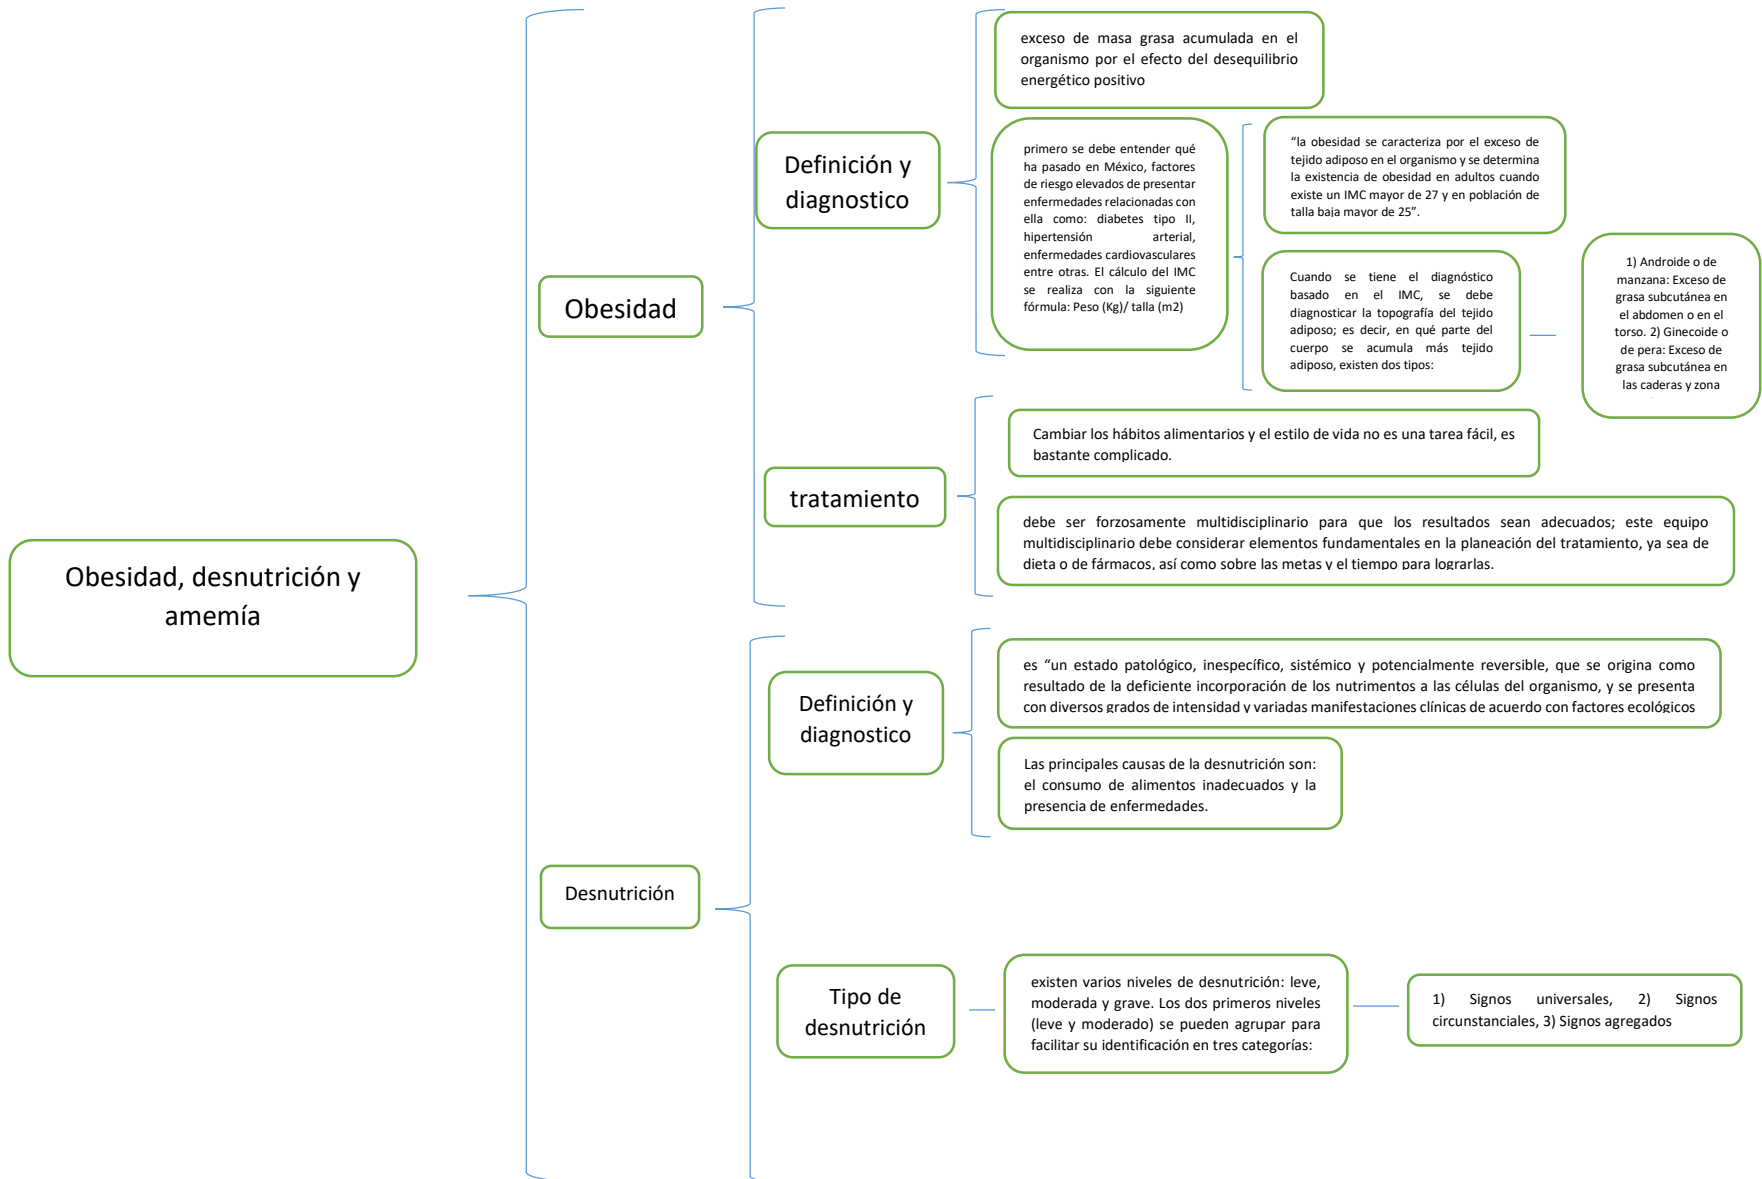 Obesidad, desnutrición y
amemía
Obesidad
Definición y
diagnostico
exceso de masa grasa acumulada en el
organismo por el efecto del desequilibrio
energético positivo
primero se debe entender qué
ha pasado en México, factores
de riesgo elevados de presentar
enfermedades relacionadas con
ella como: diabetes tipo II,
hipertensión arterial,
enfermedades cardiovasculares
entre otras. El cálculo del IMC
se realiza con la siguiente
fórmula: Peso (Kg)/ talla (m2)
“la obesidad se caracteriza por el exceso de
tejido adiposo en el organismo y se determina
la existencia de obesidad en adultos cuando
existe un IMC mayor de 27 y en población de
talla baja mayor de 25”.
Cuando se tiene el diagnóstico
basado en el IMC, se debe
diagnosticar la topografía del tejido
adiposo; es decir, en qué parte del
cuerpo se acumula más tejido
adiposo, existen dos tipos:
1) Androide o de
manzana: Exceso de
grasa subcutánea en
el abdomen o en el
torso. 2) Ginecoide o
de pera: Exceso de
grasa subcutánea en
las caderas y zona
tratamiento
Cambiar los hábitos alimentarios y el estilo de vida no es una tarea fácil, es
bastante complicado.
debe ser forzosamente multidisciplinario para que los resultados sean adecuados; este equipo
multidisciplinario debe considerar elementos fundamentales en la planeación del tratamiento, ya sea de
dieta o de fármacos, así como sobre las metas y el tiempo para lograrlas.
Desnutrición
Definición y
diagnostico
es “un estado patológico, inespecífico, sistémico y potencialmente reversible, que se origina como
resultado de la deficiente incorporación de los nutrimentos a las células del organismo, y se presenta
con diversos grados de intensidad y variadas manifestaciones clínicas de acuerdo con factores ecológicos
Las principales causas de la desnutrición son:
el consumo de alimentos inadecuados y la
presencia de enfermedades.
Tipo de
desnutrición
existen varios niveles de desnutrición: leve,
moderada y grave. Los dos primeros niveles
(leve y moderado) se pueden agrupar para
facilitar su identificación en tres categorías:
1) Signos universales, 2) Signos
circunstanciales, 3) Signos agregados